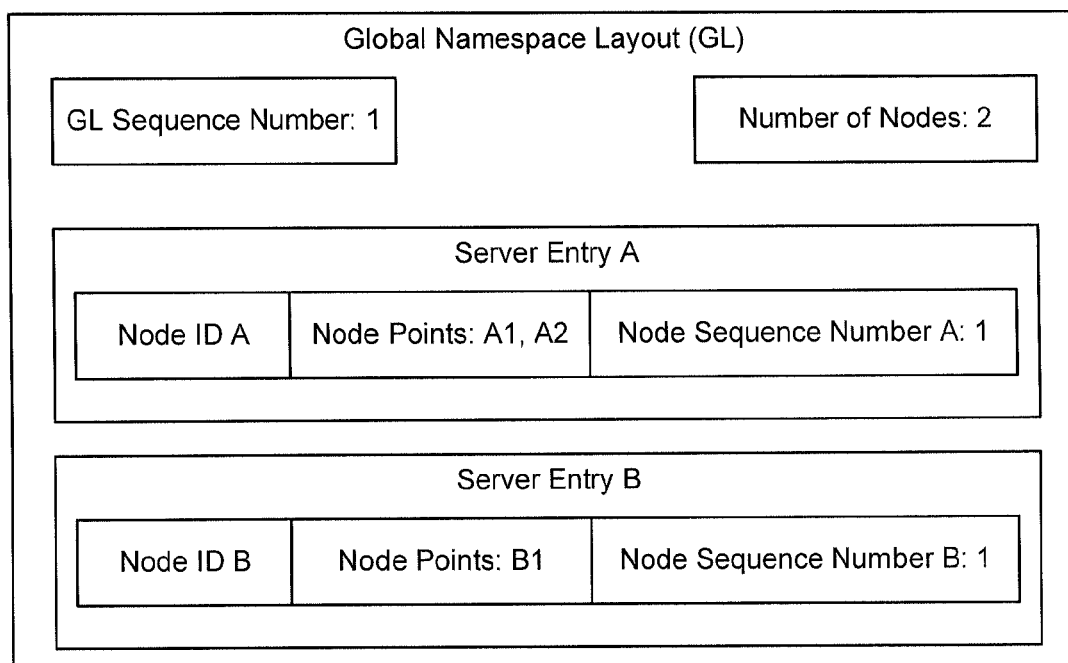 Global Namespace Layout (GL)
GL Sequence Number: 1
Number of Nodes: 2
Server Entry A
Node ID A
Node Points: A1, A2
Node Sequence Number A: 1
Server Entry B
Node ID B
Node Points: B1
Node Sequence Number B: 1